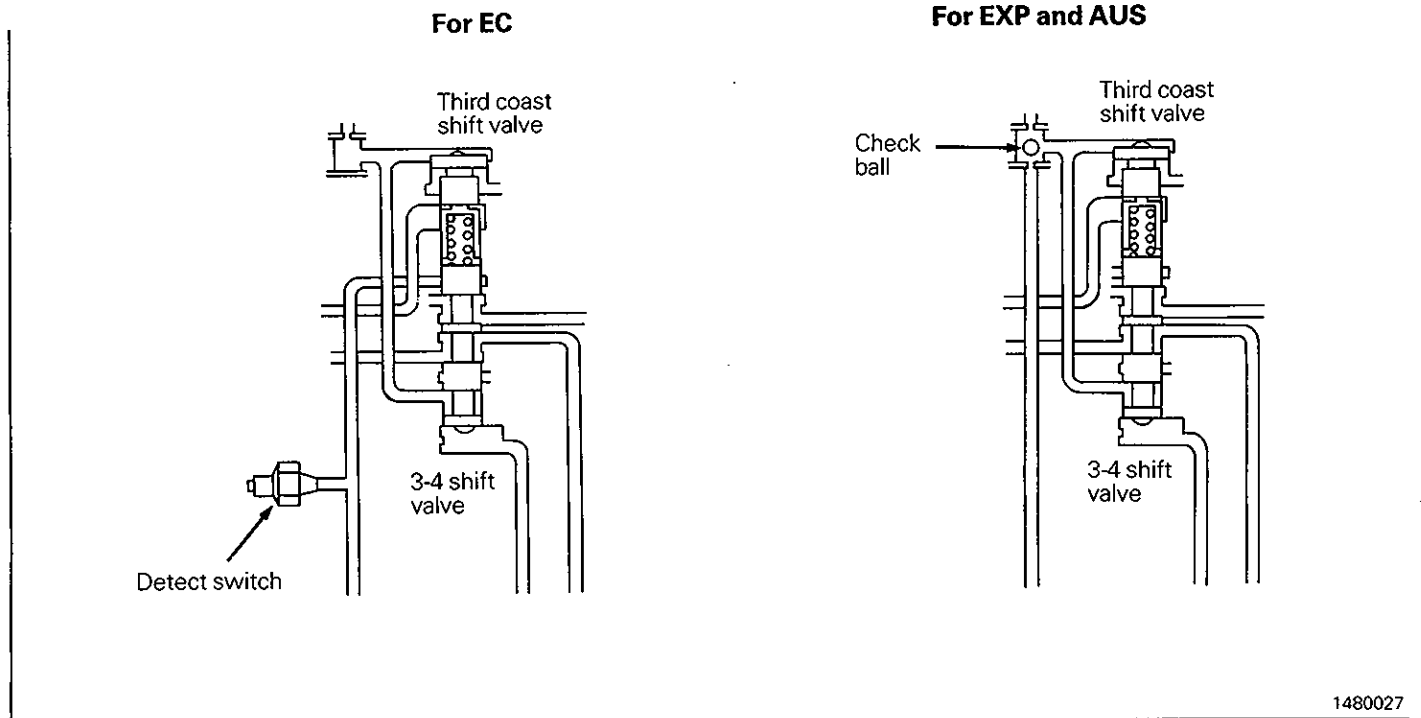 For EC
Third coast
shift valve
3-4 shift
valve
Detect switch
For EXP and AUS
Third coast
shift valve
Check
ball
3-4 shift
valve
1480027